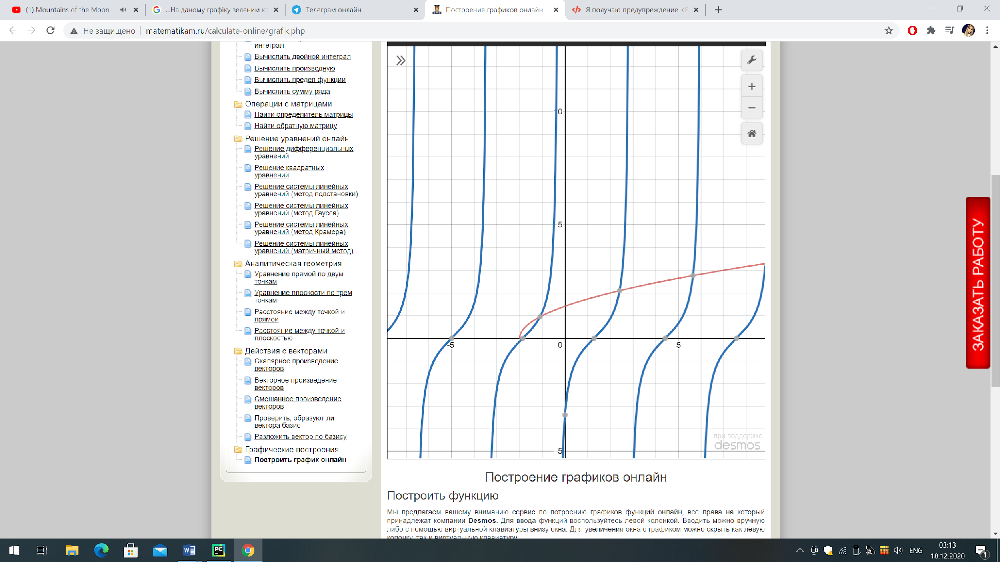 (1) Mountains of the Moon -
...На даному графіку зеленим ко
Телеграм онлайн
Построение графиков онлайн
Я получаю предупреждение <R
Не защищено
matematikam.ru/calculate-online/grafik.php
интеграл
Вычислить двойной интеграл
Вычислить производную
Вычислить предел функции
Вычислить сумму ряда
Операции с матрицами
Найти определитель матрицы
Найти обратную матрицу
Решение уравнений онлайн
Решение дифференциальных
уравнений
Решение квадратных
уравнений
Решение системы линейных
уравнений (метод подстановки)
Решение системы линейных
уравнений (метод Гаусса)
Решение системы линейных
уравнений (метод Крамера)
Решение системы линейных
уравнений (матричный метод)
Аналитическая геометрия
Уравнение прямой по двум
точкам
Уравнение плоскости по трем
точкам
Расстояние между точкой и
прямой
Расстояние между точкой и
плоскостью
Действия с векторами
Скалярное произведение
векторов
Векторное произведение
векторов
Смешанное произведение
векторов
Проверить, образуют ли
вектора базис
Разложить вектор по базису
Графические построения
Построить график онлайн
10
5
-5
0
5
-5
при поддержке
desmos
ЗАКАЗАТЬ РАБОТУ
Построение графиков онлайн
Построить функцию
Мы предлагаем вашему вниманию сервис по потроению графиков функций онлайн, все права на который
принадлежат компании Desmos. Для ввода функций воспользуйтесь левой колонкой. Вводить можно вручную
либо с помощью виртуальной клавиатуры внизу окна. Для увеличения окна с графиком можно скрыть как левую
колонку, так и виртуальную клавиатуру.
W
PC
ENG
03:13
18.12.2020
1